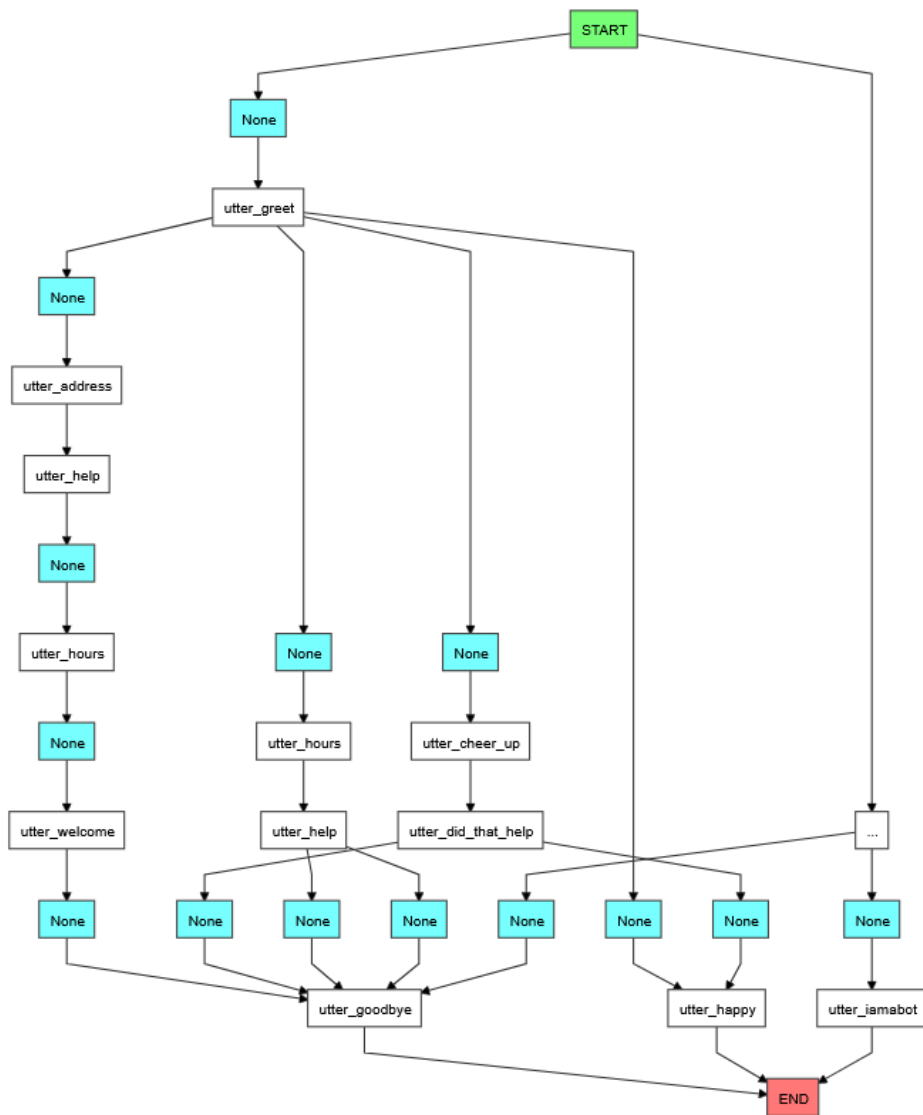 START
None
utter_greet
None
utter_address
utter_help
None
utter_hours
None
None
None
utter_hours
utter_cheer_up
utter_welcome
utter_help
utter_did_that_help
...
None
None
None
None
None
None
None
None
utter_goodbye
utter_happy
utter_iamabot
END